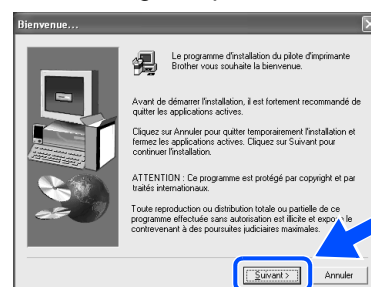 Bienvenue...
Le programme d'installation du pilote d'imprimante
Brother vous souhaite la bienvenue.
Avant de démarrer l'installation, il est fortement recommandé de
quitter les applications actives.
Cliquez sur Annuler pour quitter temporairement l'installation et
fermez les applications actives. Cliquez sur Suivant pour
continuer l'installation.
ATTENTION : Ce programme est protégé par copyright et par
traités internationaux.
Toute reproduction ou distribution totale ou partielle de ce
programme effectuée sans autorisation est illicite et expose le
contrevenant à des poursuites judiciaires maximales.
Suivant > Annuler